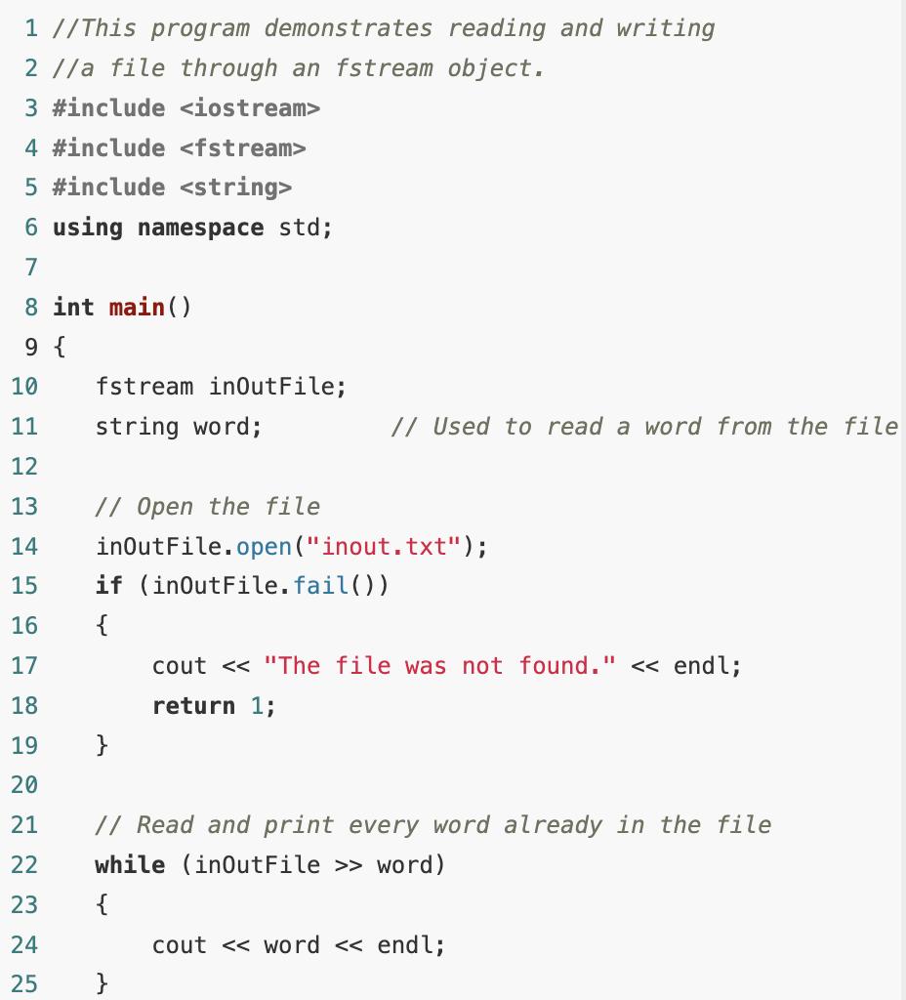 1 //This program demonstrates reading and writing
2 //a file through an fstream object.
3 #include <iostream>
4 #include <fstream>
5 #include <string>
6 using namespace std;
7
8 int main()
9 {
10    fstream inOutFile;
11    string word;         // Used to read a word from the file
12
13    // Open the file
14    inOutFile.open("inout.txt");
15    if (inOutFile.fail())
16    {
17        cout << "The file was not found." << endl;
18        return 1;
19    }
20
21    // Read and print every word already in the file
22    while (inOutFile >> word)
23    {
24        cout << word << endl;
25    }